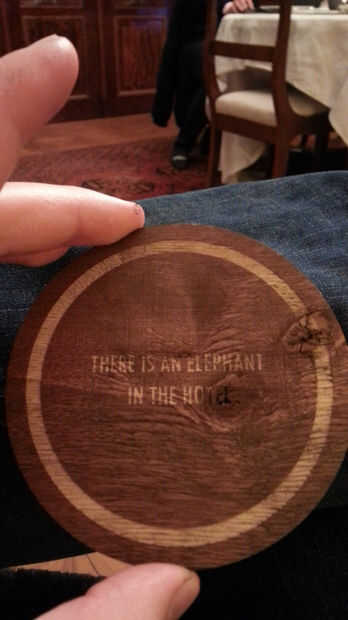 THERE IS AN ELEPHANT
IN THE HOTEL